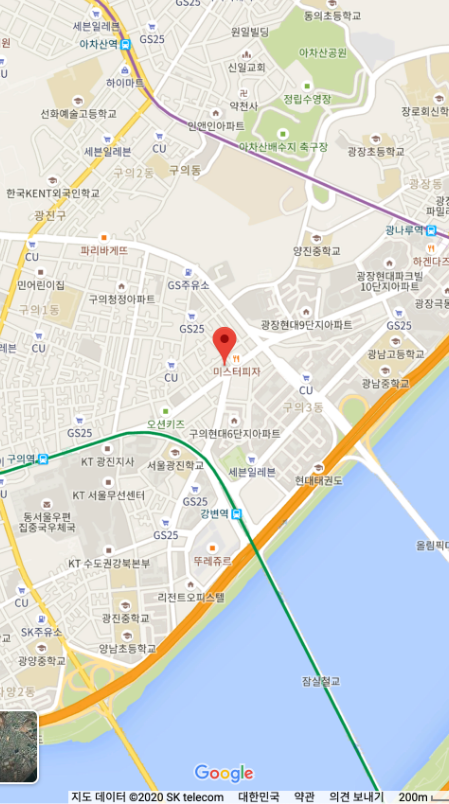 동의초등학교
세븐일레븐
GS25
GS25
원일빌딩
아차산역
아차산공원
신일교회
하이마트
정립수영장
약천사
선화예술고등학교
장로회신학
인앤인아파트
세븐일레븐
CU
아차산배수지 축구장
광장초등학교
구의동
구의2동
광장동
한국KENT외국인학교
광장
파밀리
광진구
광나루역
CU
파리바게뜨
양진중학교
하겐다즈
GS주유소
광장현대파크빌
10단지아파트
민어린이집
구의청정아파트
광장극동
구의1동
GS25
광장현대9단지아파트
GS25
세븐일레븐
광남고등학교
미스터피자
CU
CU
광남중학교
오션키즈
구의3동
GS25
구의현대6단지아파트
구의역
KT 광진지사
서울광진학교
세븐일레븐
현대태권도
KT 서울무선센터
GS25
강변역
동서울우편
집중국우체국
GS25
올림픽대
뚜레쥬르
KT 수도권강북본부
리전트오피스텔
CU
광진중학교
SK주유소
양남초등학교
광양중학교
자양2동
잠실철교
Google
지도 데이터 ©2020 SK telecom 대한민국 약관 의견 보내기 200m